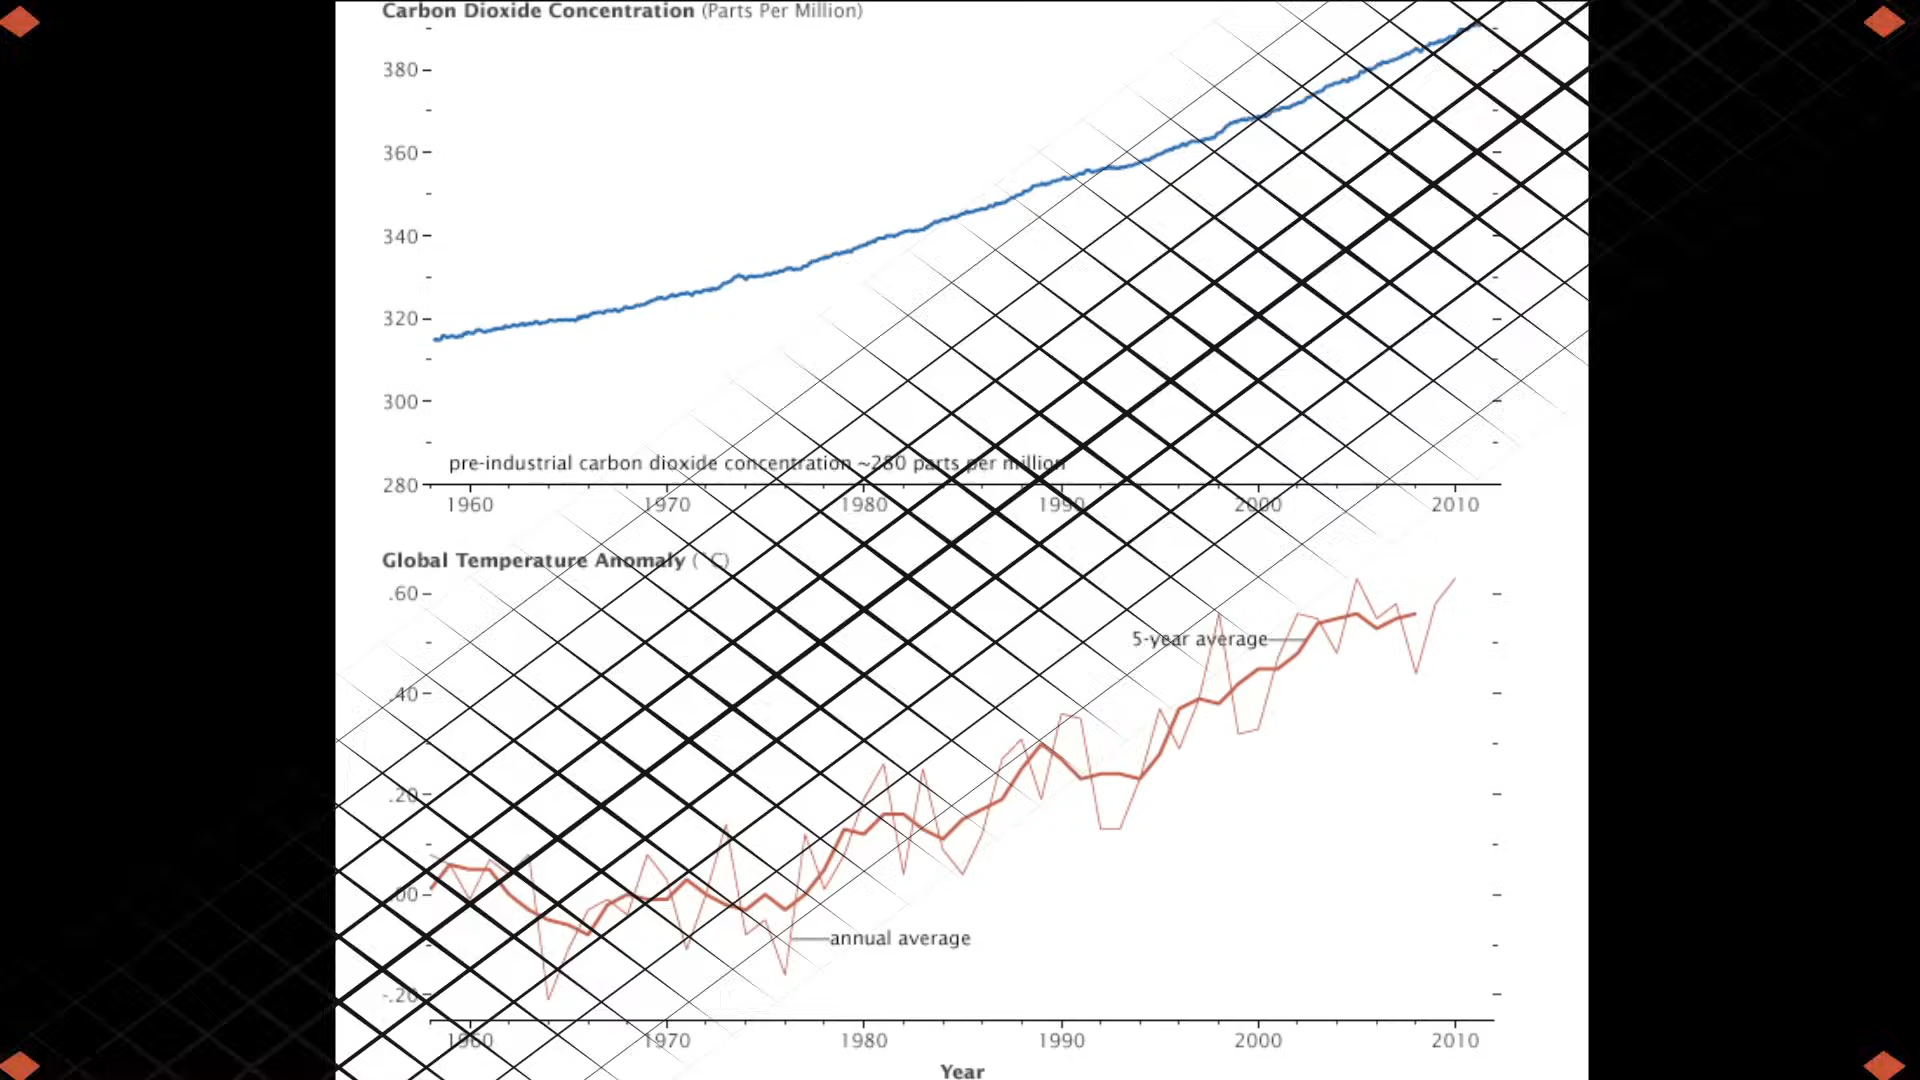 Carbon Dioxide Concentration (Parts Per Million)
380
360
340
320
300
pre-industrial carbon dioxide concentration ~280 parts per million
280
1960 1970 1980 1990 2000 2010
Global Temperature Anomaly (°C)
.60
5-year average
.40
.20
.00
annual average
-.20
1960 1970 1980 1990 2000 2010
Year